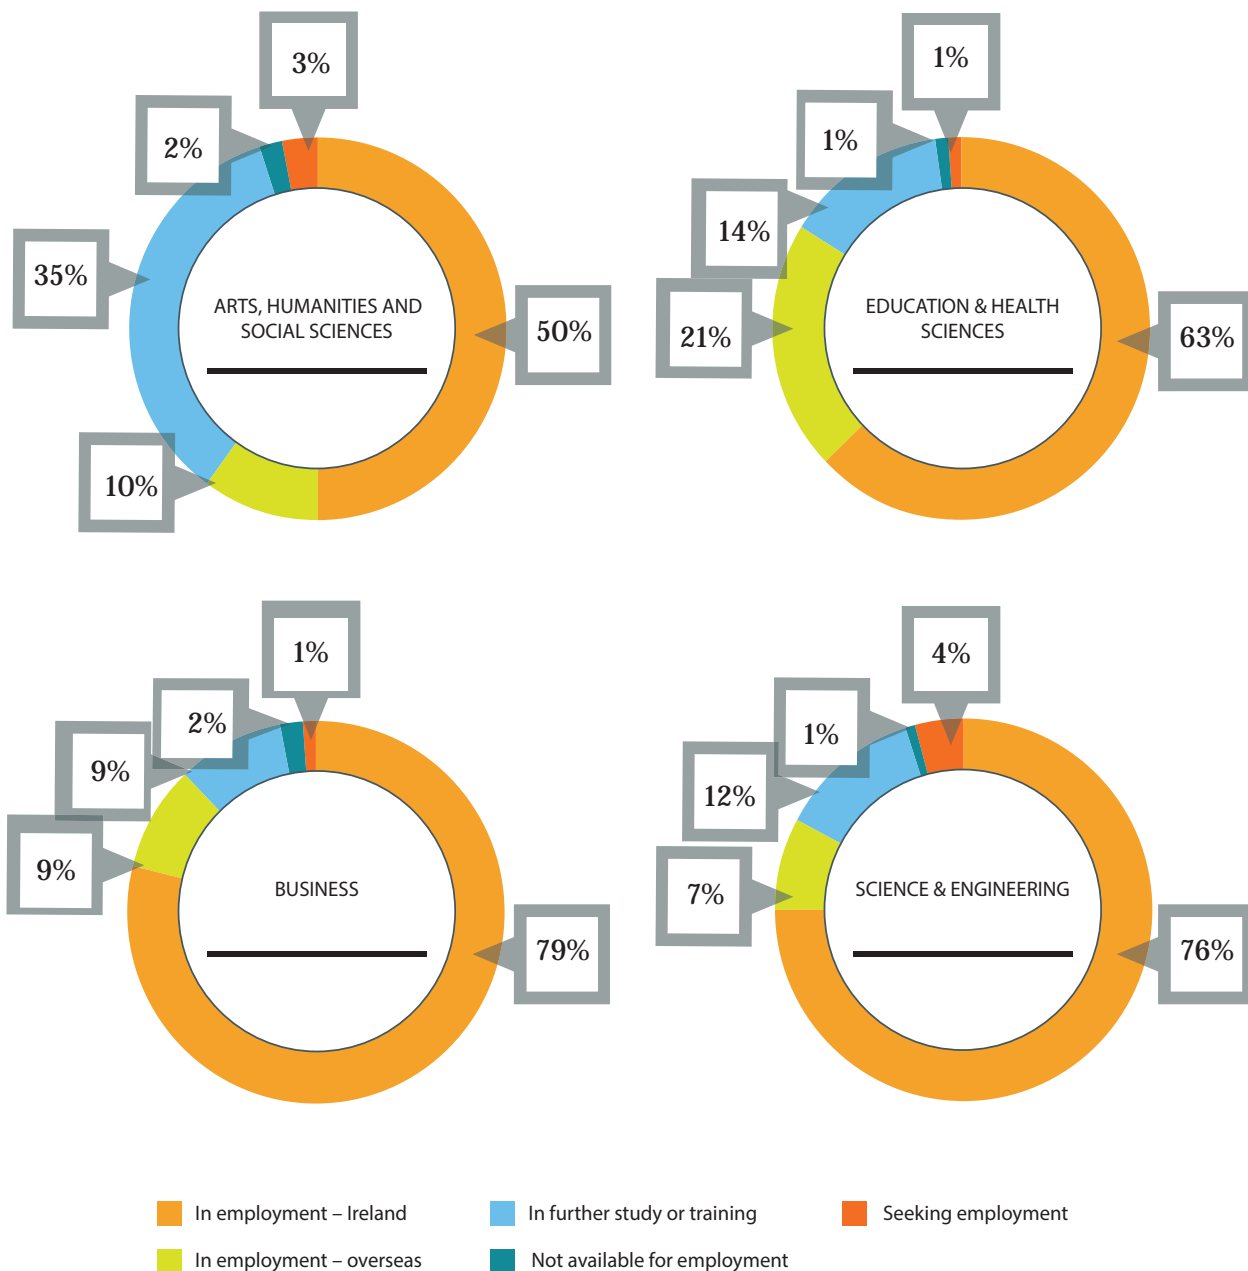 3%
2%
35%
ARTS, HUMANITIES AND
SOCIAL SCIENCES
50%
10%
1%
1%
14%
21%
EDUCATION & HEALTH
SCIENCES
63%
1%
2%
9%
9%
BUSINESS
79%
4%
1%
12%
7%
SCIENCE & ENGINEERING
76%
In employment – Ireland
In further study or training
Seeking employment
In employment – overseas
Not available for employment